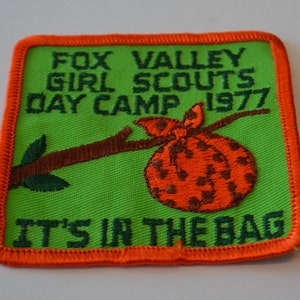 FOX VALLEY
GIRL SCOUTS
DAY CAMP 1977
IT'S IN THE BAG